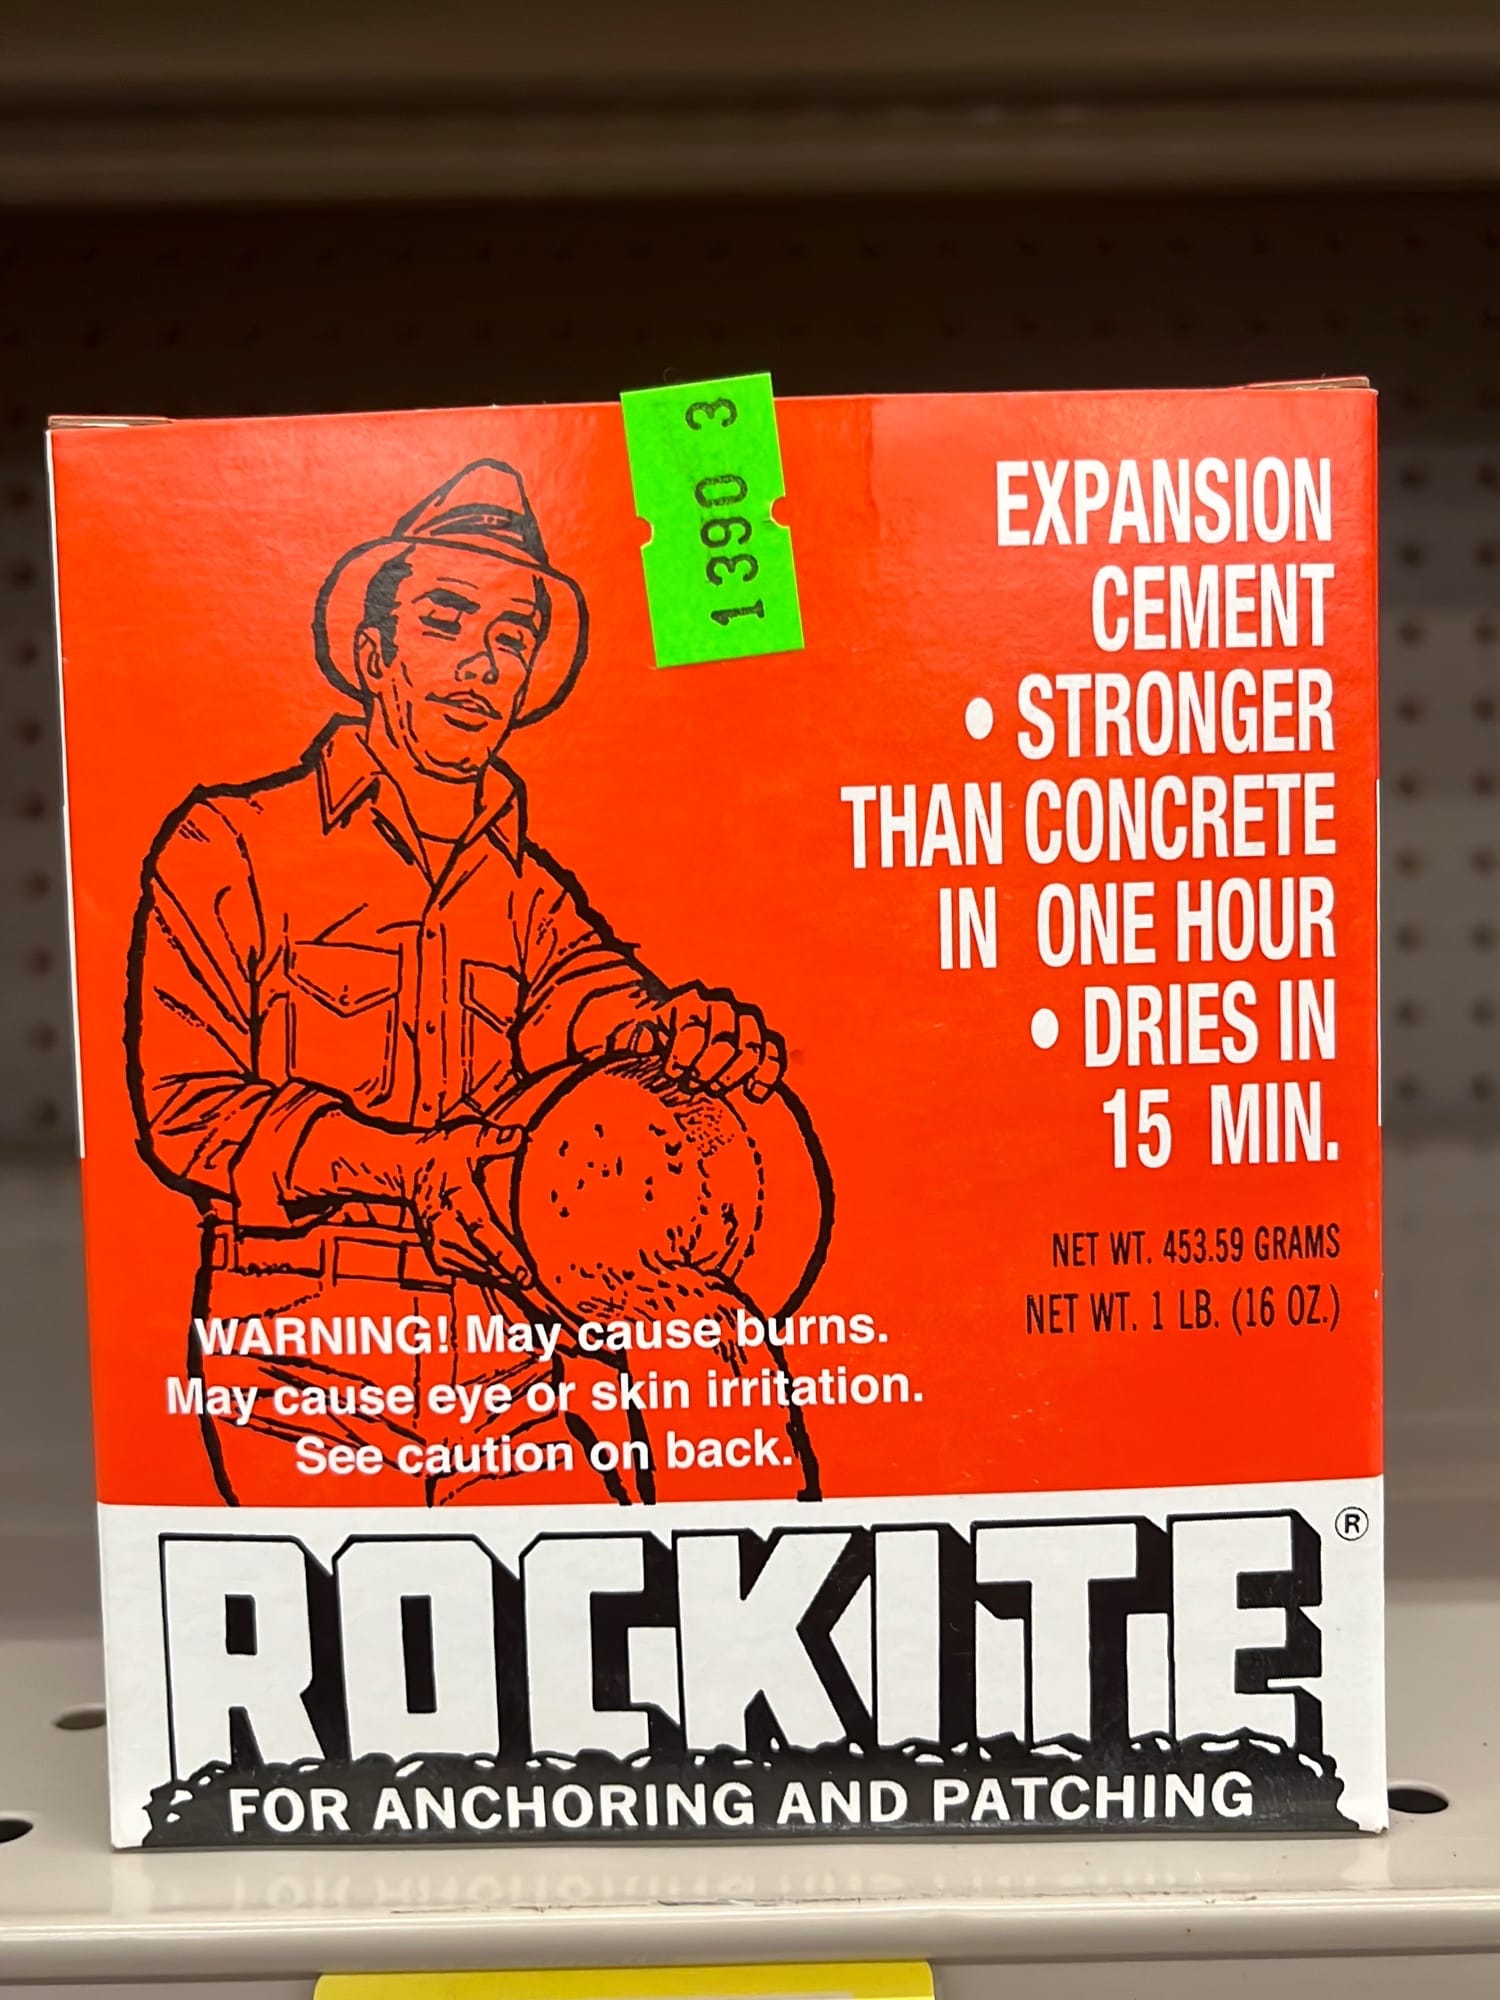 1390 3
EXPANSION
CEMENT
• STRONGER
THAN CONCRETE
IN ONE HOUR
• DRIES IN
15 MIN.
NET WT. 453.59 GRAMS
NET WT. 1 LB. (16 OZ.)
WARNING! May cause burns.
May cause eye or skin irritation.
See caution on back.
ROCKITE®
FOR ANCHORING AND PATCHING